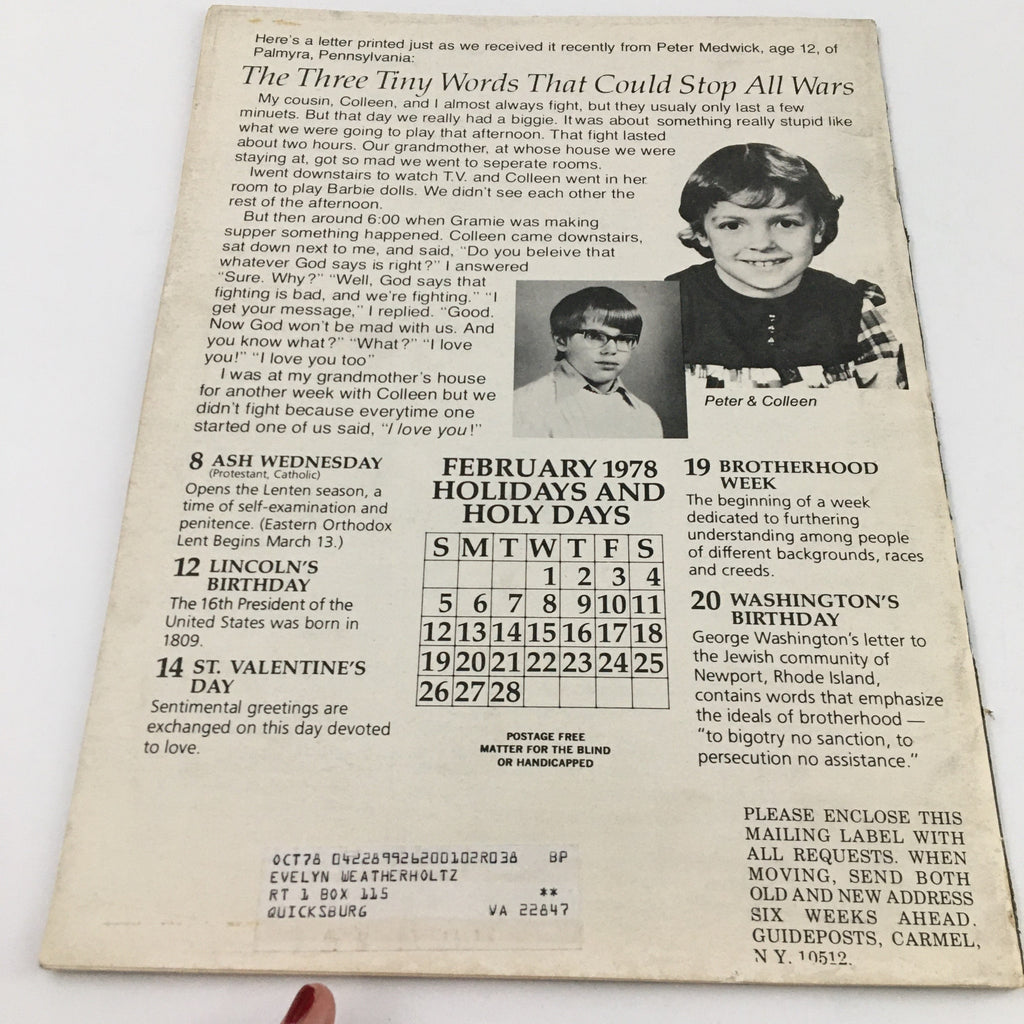 Here's a letter printed just as we received it recently from Peter Medwick, age 12, of
Palmyra, Pennsylvania:
The Three Tiny Words That Could Stop All Wars
My cousin, Colleen, and I almost always fight, but they usualy only last a few
minuets. But that day we really had a biggie. It was about something really stupid like
what we were going to play that afternoon. That fight lasted
about two hours. Our grandmother, at whose house we were
staying at, got so mad we went to seperate rooms.
Iwent downstairs to watch T.V. and Colleen went in her
room to play Barbie dolls. We didn't see each other the
rest of the afternoon.
But then around 6:00 when Gramie was making
supper something happened. Colleen came downstairs,
sat down next to me, and said, "Do you beleive that
whatever God says is right?" I answered
"Sure. Why?" "Well, God says that
fighting is bad, and we're fighting." "I
get your message," I replied. "Good.
Now God won't be mad with us. And
you know what?" "What?" "I love
you!" "I love you too"
I was at my grandmother's house
for another week with Colleen but we
didn't fight because everytime one
started one of us said, "I love you!"
Peter & Colleen
8 ASH WEDNESDAY
(Protestant, Catholic)
Opens the Lenten season, a
time of self-examination and
penitence. (Eastern Orthodox
Lent Begins March 13.)
12 LINCOLN'S
BIRTHDAY
The 16th President of the
United States was born in
1809.
14 ST. VALENTINE'S
DAY
Sentimental greetings are
exchanged on this day devoted
to love.
FEBRUARY 1978
HOLIDAYS AND
HOLY DAYS
S M T W T F S
1 2 3 4
5 6 7 8 9 10 11
12 13 14 15 16 17 18
19 20 21 22 23 24 25
26 27 28
POSTAGE FREE
MATTER FOR THE BLIND
OR HANDICAPPED
19 BROTHERHOOD
WEEK
The beginning of a week
dedicated to furthering
understanding among people
of different backgrounds, races
and creeds.
20 WASHINGTON'S
BIRTHDAY
George Washington's letter to
the Jewish community of
Newport, Rhode Island,
contains words that emphasize
the ideals of brotherhood —
"to bigotry no sanction, to
persecution no assistance."
OCT78 042289926200102R038 BP
EVELYN WEATHERHOLTZ
RT 1 BOX 115 **
QUICKSBURG VA 22847
PLEASE ENCLOSE THIS
MAILING LABEL WITH
ALL REQUESTS. WHEN
MOVING, SEND BOTH
OLD AND NEW ADDRESS
SIX WEEKS AHEAD.
GUIDEPOSTS, CARMEL,
N.Y. 10512.